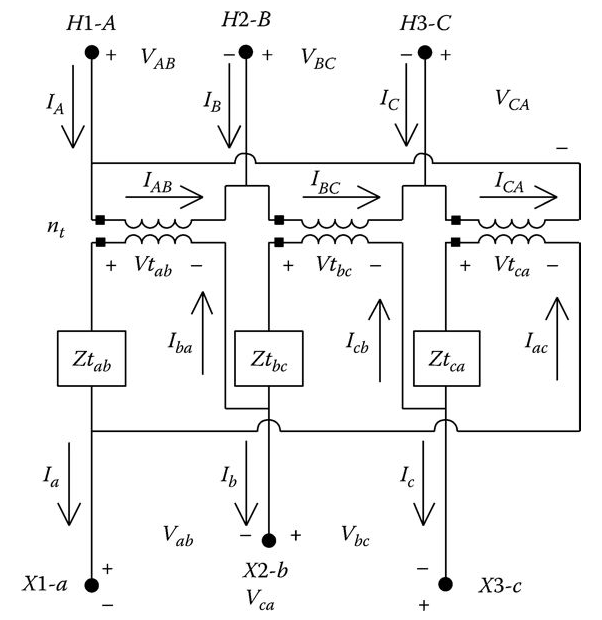 H1-A H2-B H3-C
+ V_AB − + V_BC − + V_CA
I_A I_B I_C −
I_AB I_BC I_CA
n_t
+ Vt_ab − + Vt_bc − + Vt_ca −
I_ba I_cb I_ac
Zt_ab Zt_bc Zt_ca
I_a I_b I_c
V_ab − + V_bc
+ X2-b −
X1-a X3-c
− V_ca +